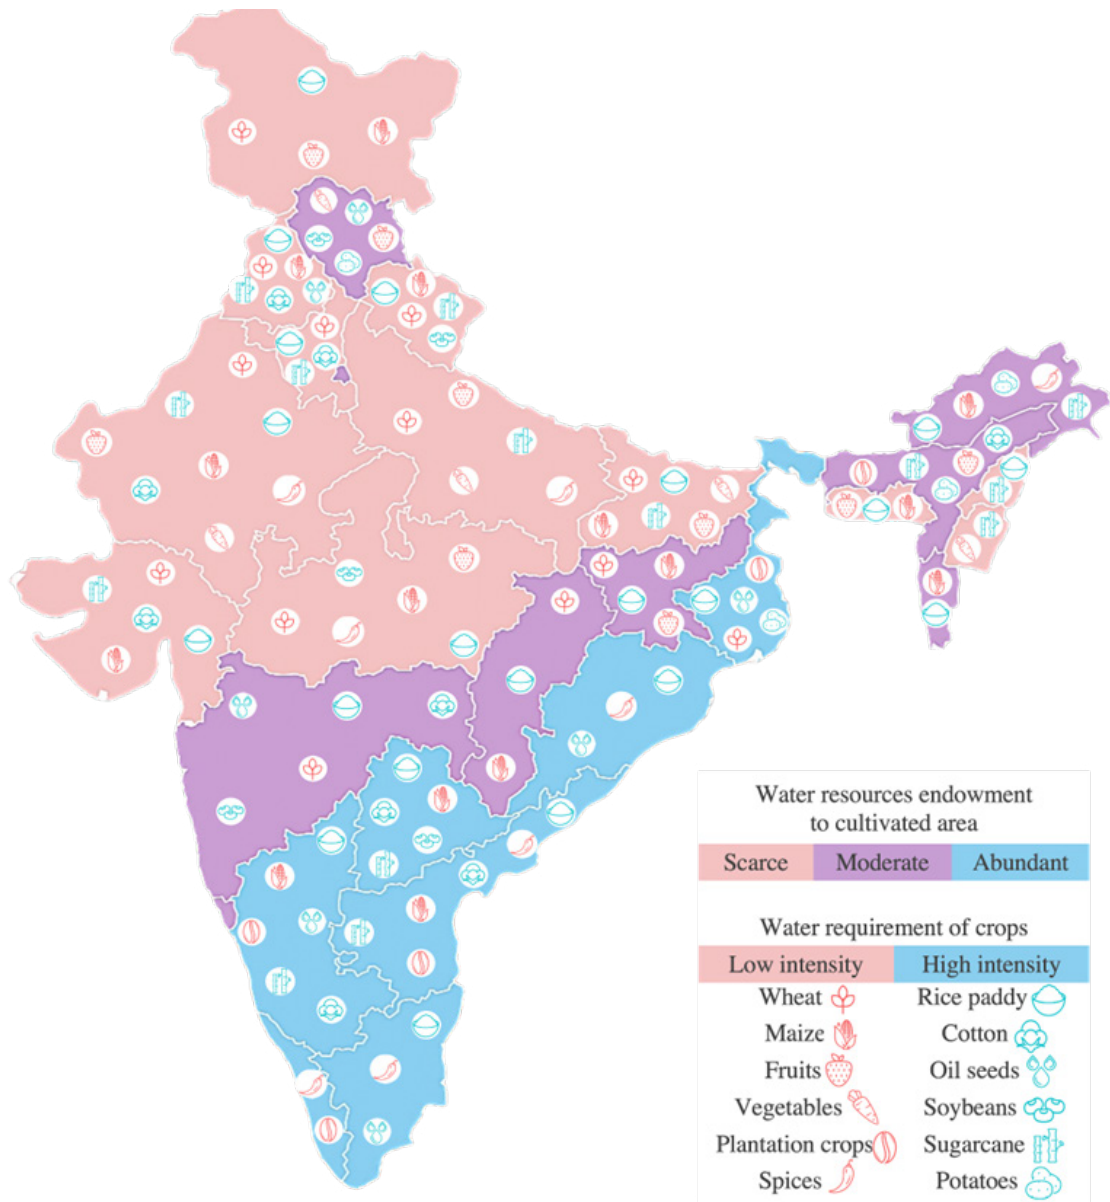 Water resources endowment
to cultivated area
Scarce Moderate Abundant
Water requirement of crops
Low intensity High intensity
Wheat Rice paddy
Maize Cotton
Fruits Oil seeds
Vegetables Soybeans
Plantation crops Sugarcane
Spices Potatoes